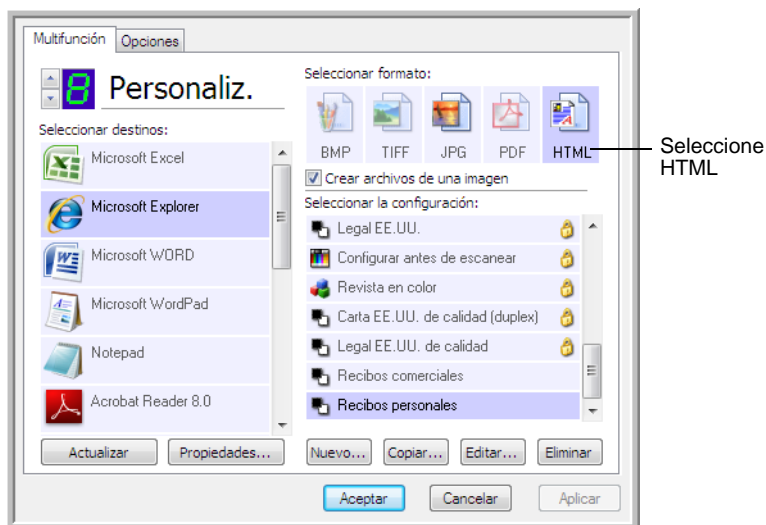 Multifunción
Opciones
8
Personaliz.
Seleccionar destinos:
Microsoft Excel
Microsoft Explorer
Microsoft WORD
Microsoft WordPad
Notepad
Acrobat Reader 8.0
Actualizar
Propiedades...
Seleccionar formato:
BMP TIFF JPG PDF HTML
Crear archivos de una imagen
Seleccionar la configuración:
Legal EE.UU.
Configurar antes de escanear
Revista en color
Carta EE.UU. de calidad (duplex)
Legal EE.UU. de calidad
Recibos comerciales
Recibos personales
Nuevo... Copiar... Editar... Eliminar
Aceptar Cancelar Aplicar
Seleccione
HTML